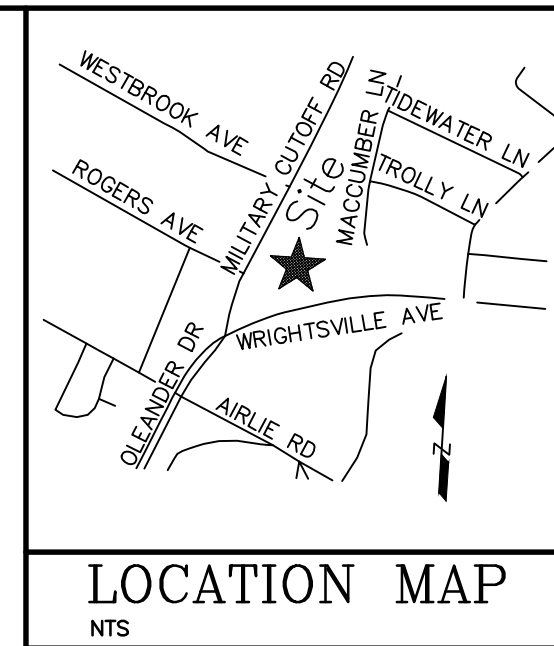 WESTBROOK AVE
MILITARY CUTOFF RD
MACCUMBER LN
TIDEWATER LN
TROLLY LN
ROGERS AVE
Site
WRIGHTSVILLE AVE
OLEANDER DR
AIRLIE RD
N
LOCATION MAP
NTS